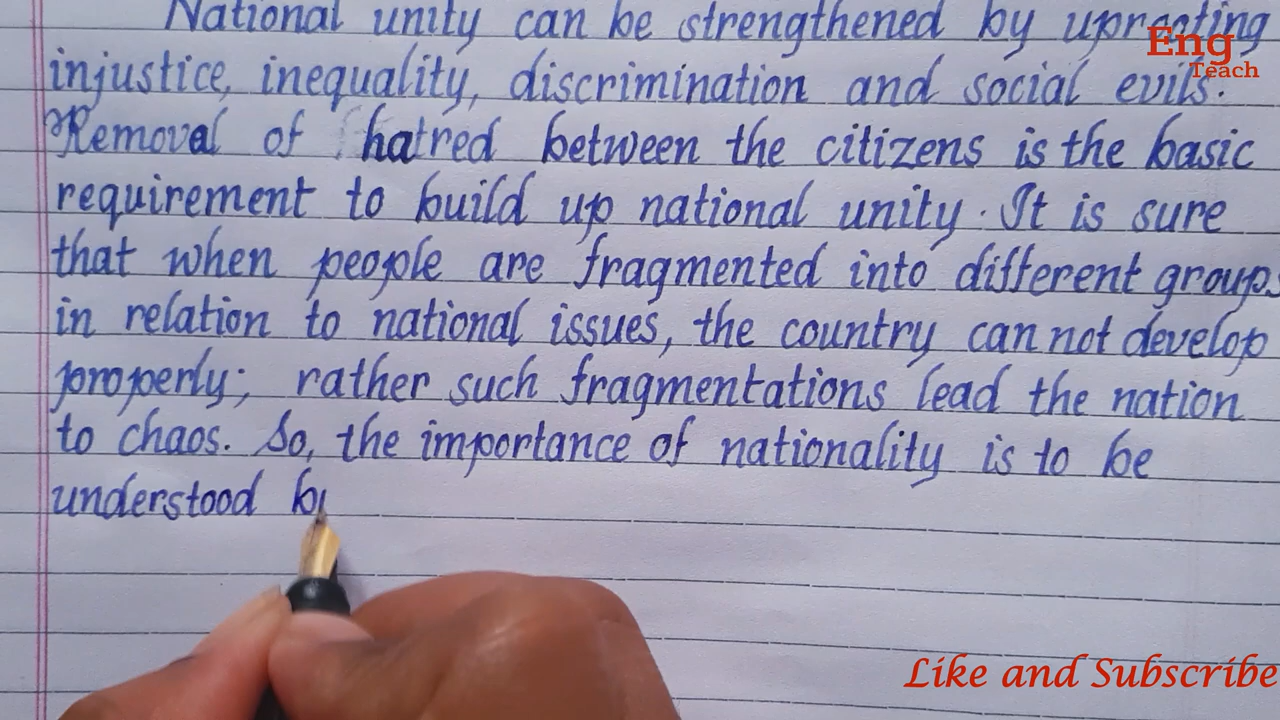 National unity can be strengthened by uprooting
injustice, inequality, discrimination and social evils.
Removal of hatred between the citizens is the basic
requirement to build up national unity. It is sure
that when people are fragmented into different groups
in relation to national issues, the country can not develop
properly; rather such fragmentations lead the nation
to chaos. So, the importance of nationality is to be
understood by
Eng
Teach
Like and Subscribe